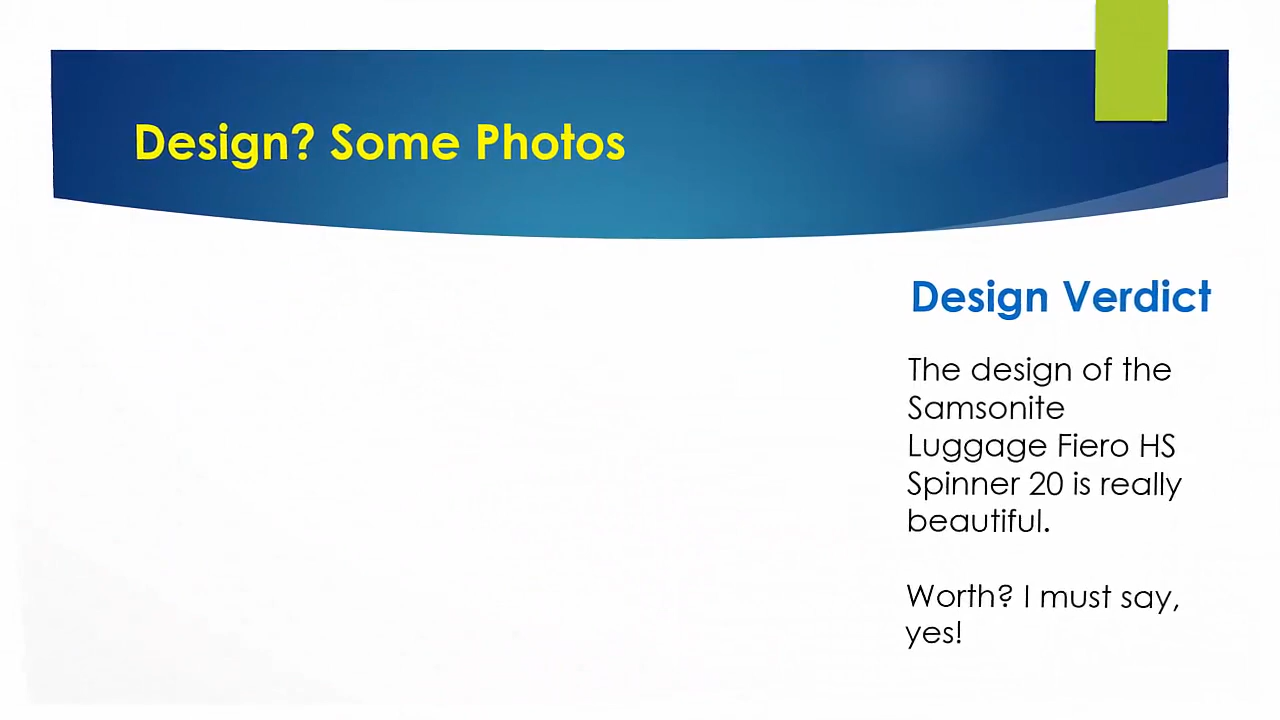 Design? Some Photos
Design Verdict
The design of the
Samsonite
Luggage Fiero HS
Spinner 20 is really
beautiful.
Worth? I must say,
yes!